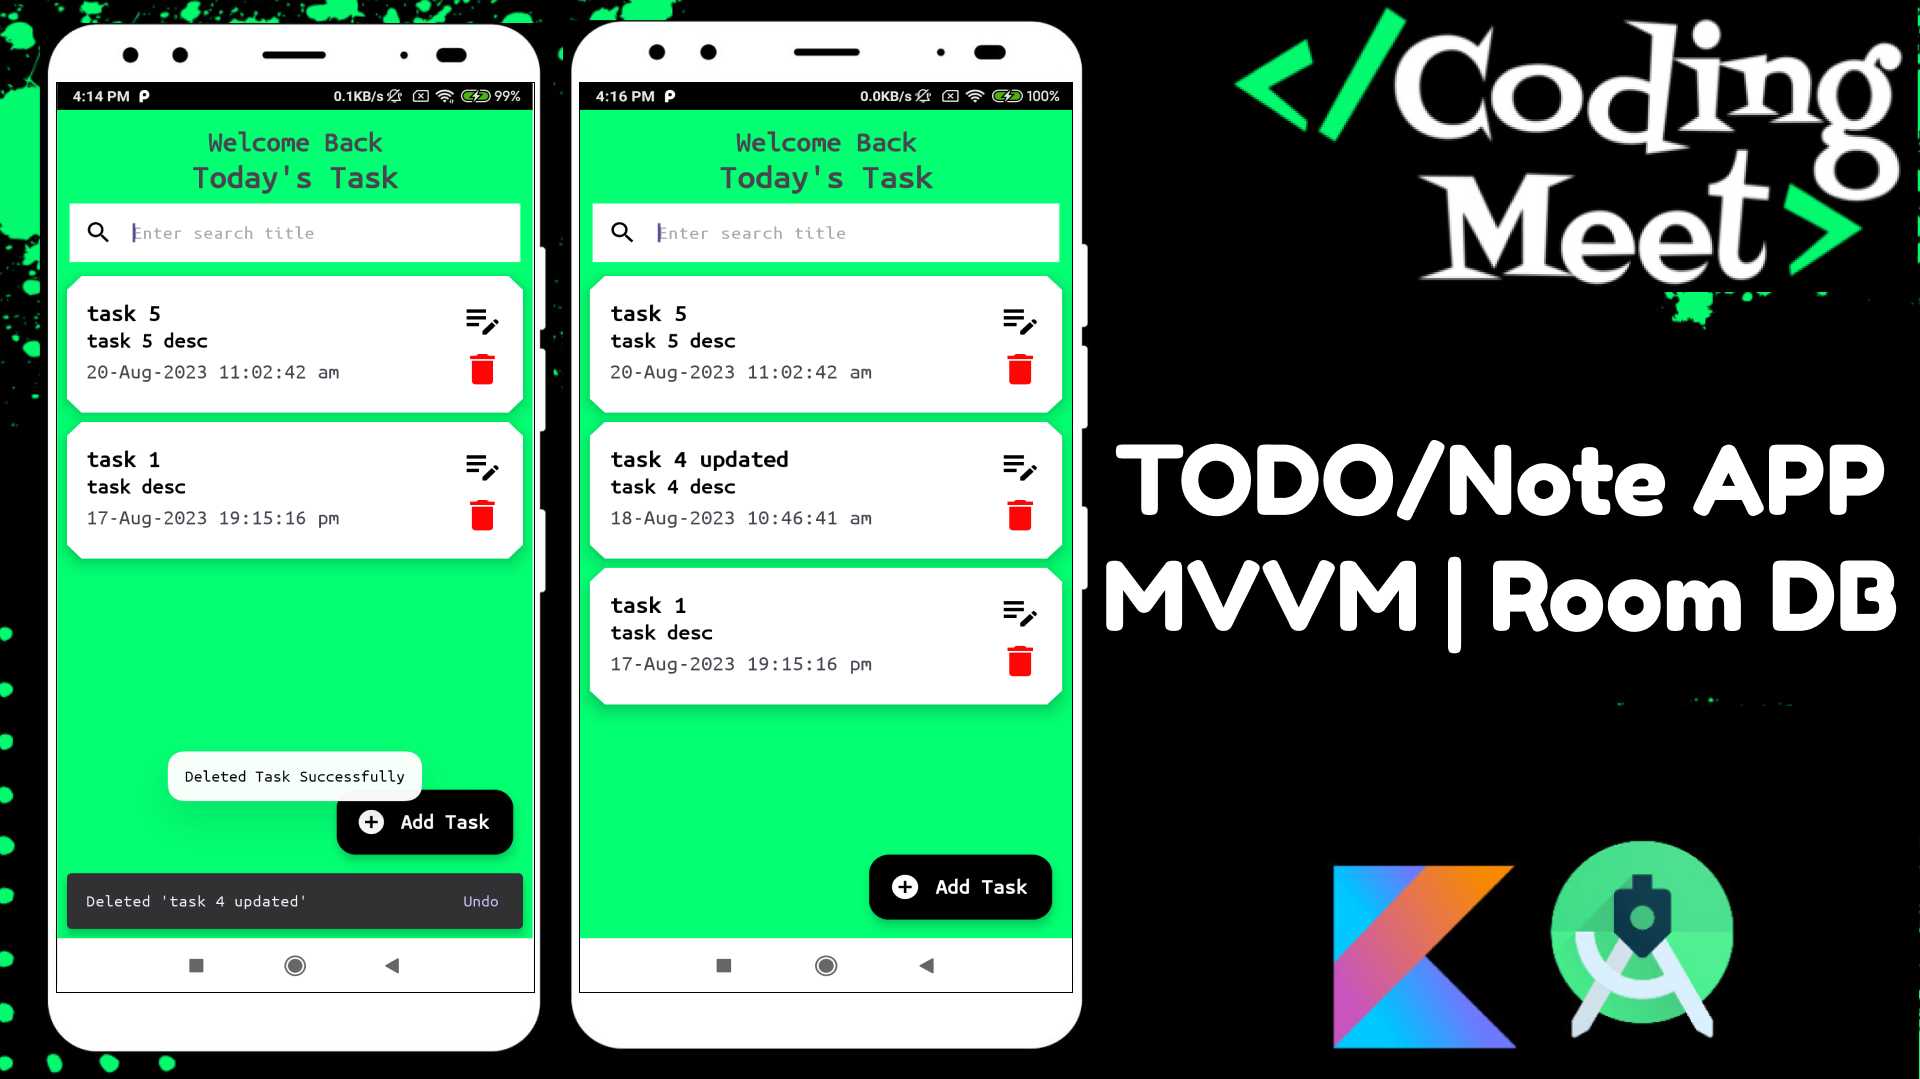 4:14 PM 0.1KB/s 99%
Welcome Back
Today's Task
Enter search title
task 5
task 5 desc
20-Aug-2023 11:02:42 am
task 1
task desc
17-Aug-2023 19:15:16 pm
Deleted Task Successfully
Add Task
Deleted 'task 4 updated' Undo
4:16 PM 0.0KB/s 100%
Welcome Back
Today's Task
Enter search title
task 5
task 5 desc
20-Aug-2023 11:02:42 am
task 4 updated
task 4 desc
18-Aug-2023 10:46:41 am
task 1
task desc
17-Aug-2023 19:15:16 pm
Add Task
</Coding
Meet>
TODO/Note APP
MVVM | Room DB